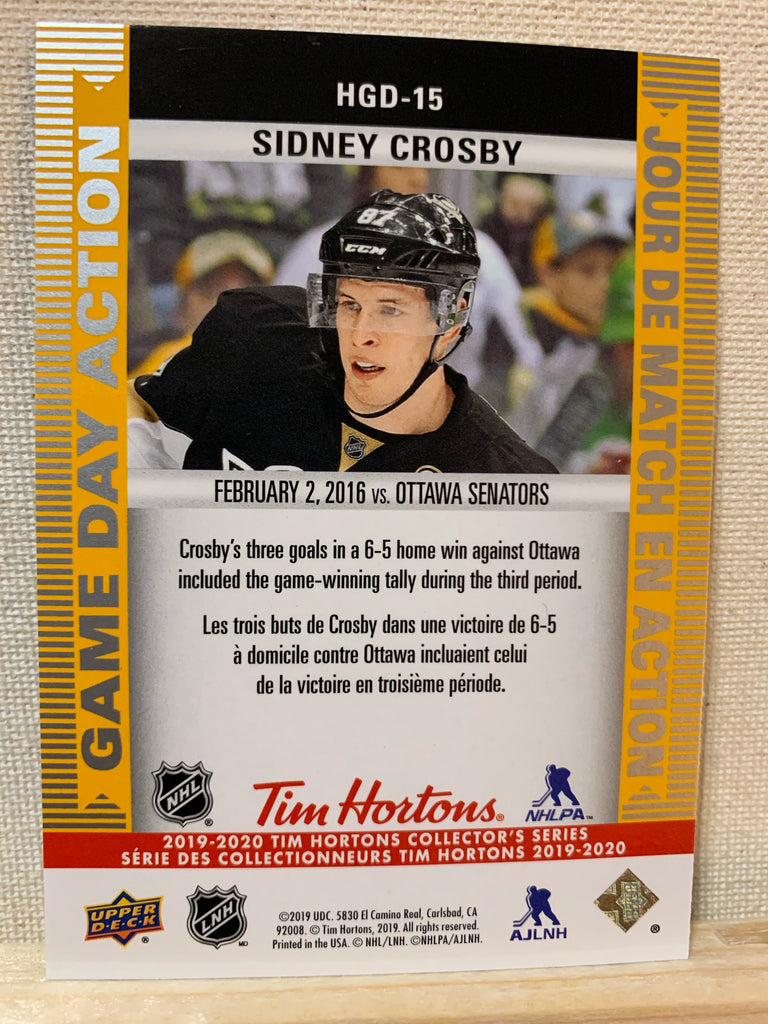 HGD-15
SIDNEY CROSBY
GAME DAY ACTION
JOUR DE MATCH EN ACTION
87
CCM
NHL
FEBRUARY 2, 2016 vs. OTTAWA SENATORS
Crosby's three goals in a 6-5 home win against Ottawa
included the game-winning tally during the third period.
Les trois buts de Crosby dans une victoire de 6-5
à domicile contre Ottawa incluaient celui
de la victoire en troisième période.
NHL ®
Tim Hortons®
NHLPA™
2019-2020 TIM HORTONS COLLECTOR'S SERIES
SÉRIE DES COLLECTIONNEURS TIM HORTONS 2019-2020
UPPER
D·E·C·K ®
LNH MD
©2019 UDC. 5830 El Camino Real, Carlsbad, CA
92008. © Tim Hortons, 2019. All rights reserved.
Printed in the USA. © NHL/LNH. ©NHLPA/AJLNH.
AJLNH
®